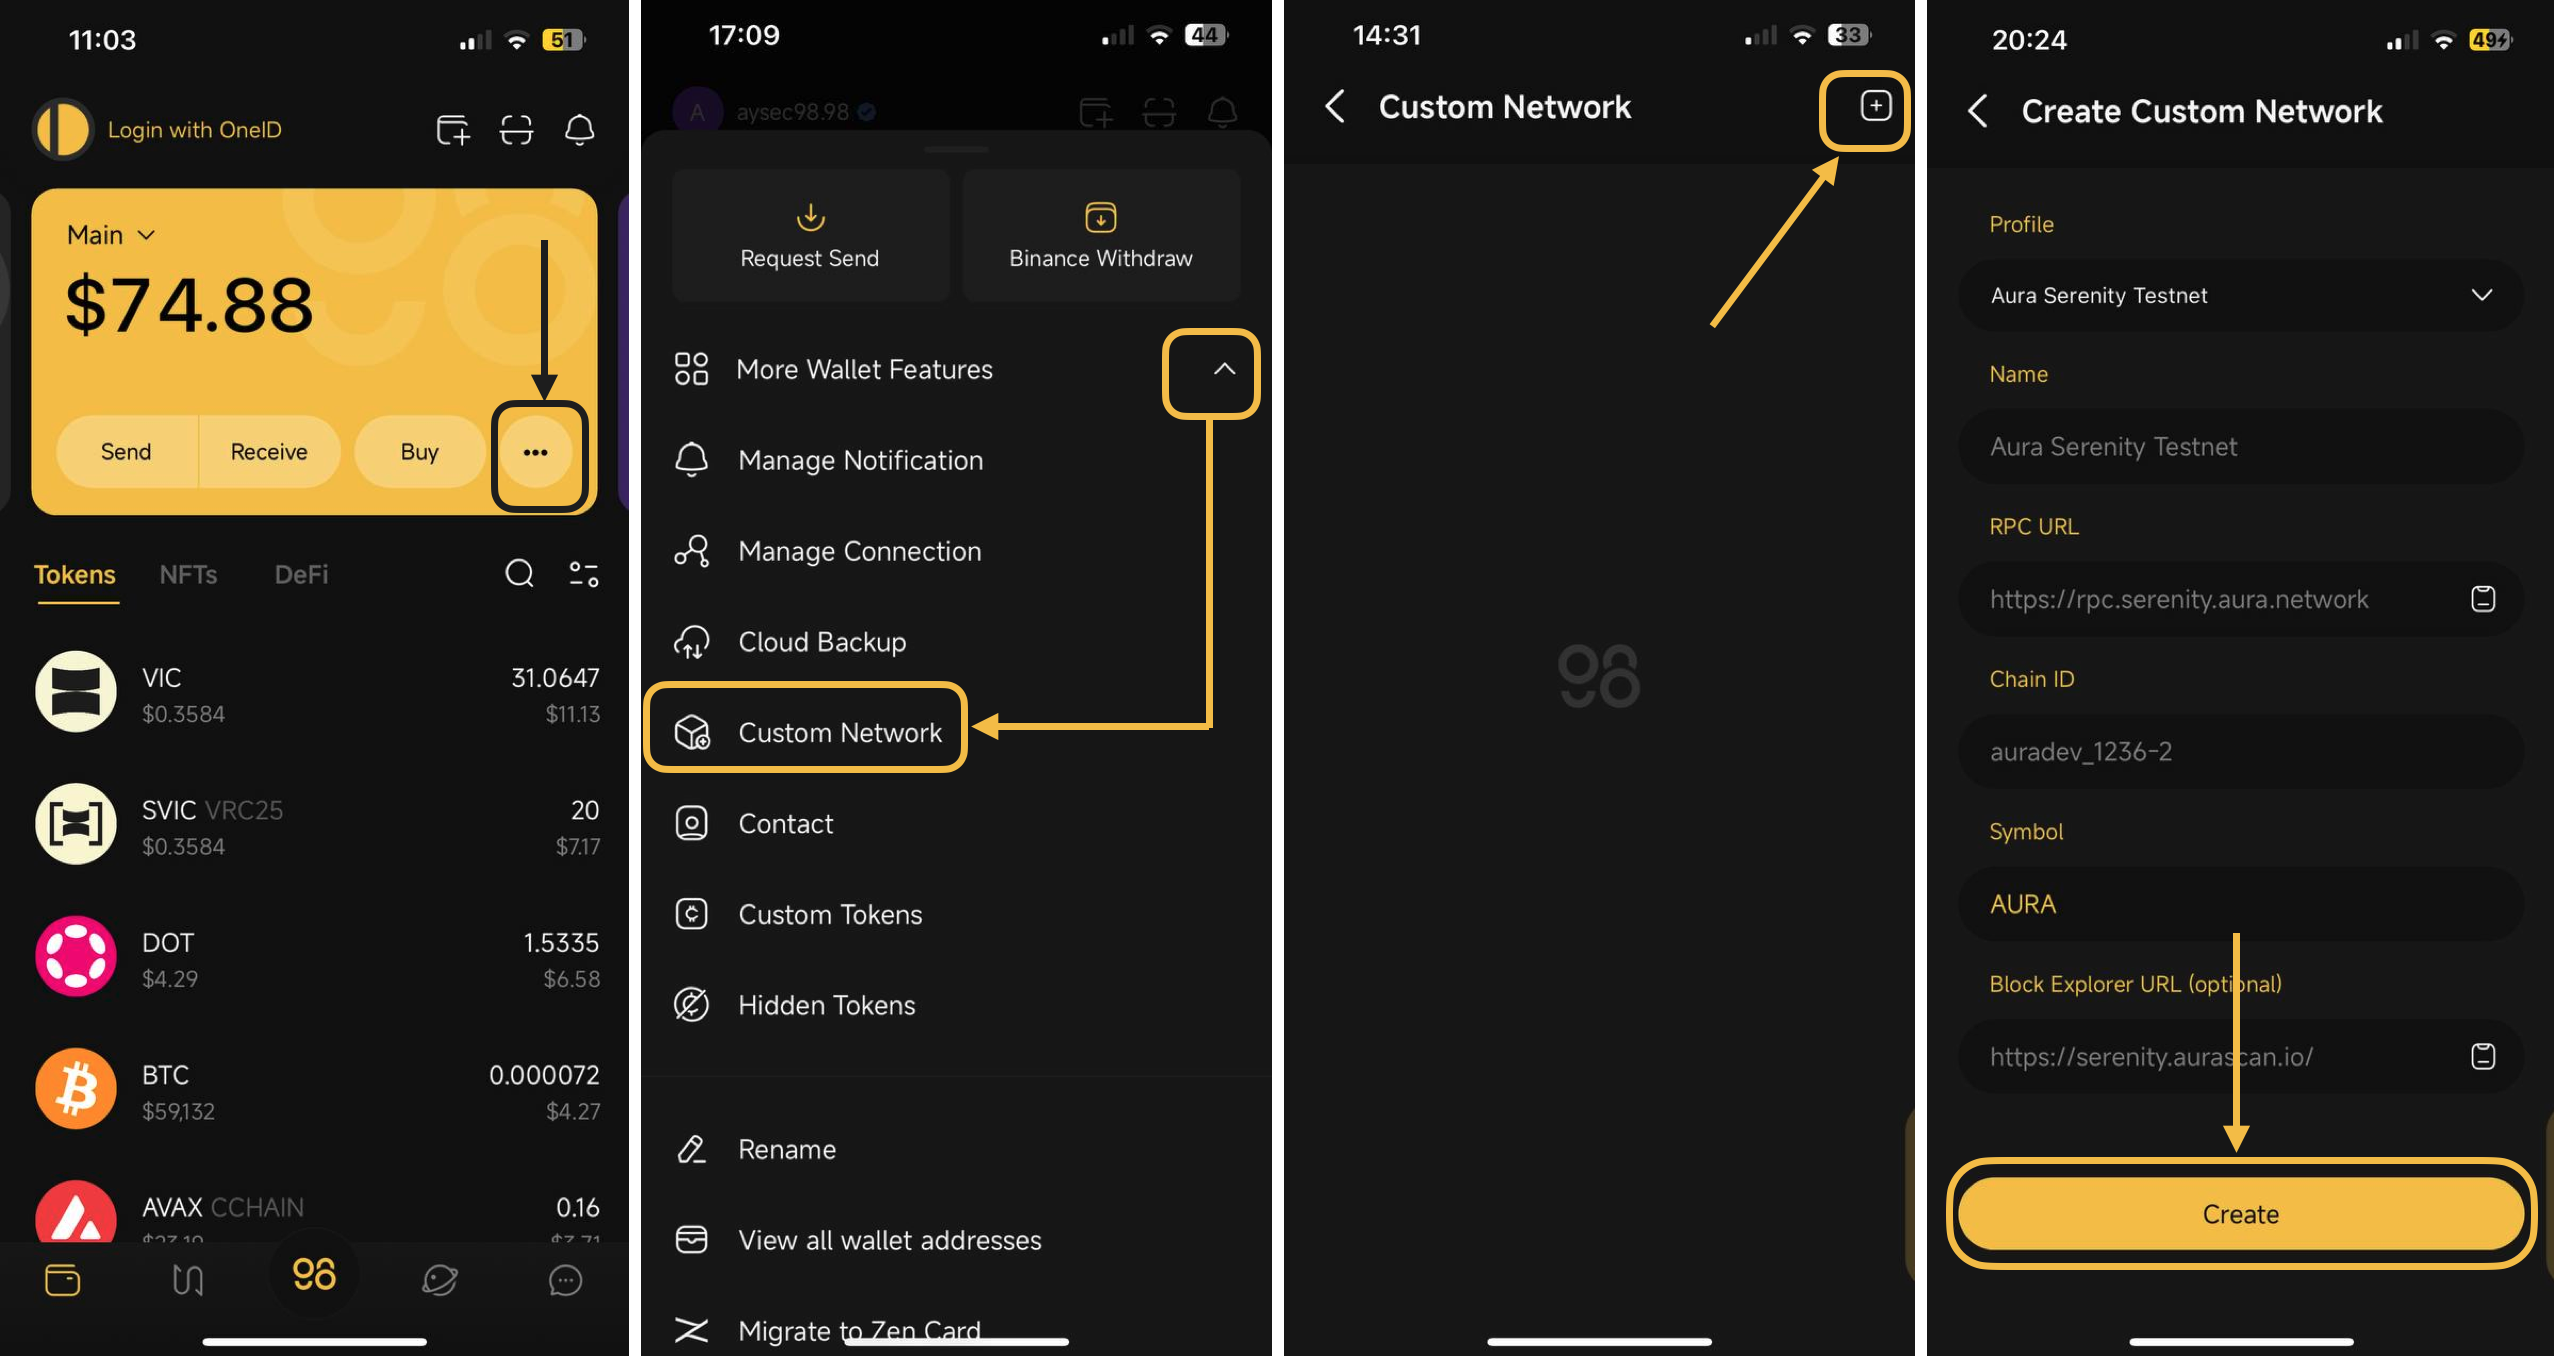 11:03
51
Login with OneID
Main
$74.88
Send
Receive
Buy
Tokens
NFTs
DeFi
VIC
31.0647
$0.3584
$11.13
SVIC VRC25
20
$0.3584
$7.17
DOT
1.5335
$4.29
$6.58
BTC
0.000072
$59,132
$4.27
AVAX CCHAIN
0.16
98
17:09
44
A
aysec98.98
Request Send
Binance Withdraw
More Wallet Features
Manage Notification
Manage Connection
Cloud Backup
Custom Network
Contact
Custom Tokens
Hidden Tokens
Rename
View all wallet addresses
Migrate to Zen Card
14:31
33
Custom Network
98
20:24
49
Create Custom Network
Profile
Aura Serenity Testnet
Name
Aura Serenity Testnet
RPC URL
https://rpc.serenity.aura.network
Chain ID
auradev_1236-2
Symbol
AURA
Block Explorer URL (optional)
https://serenity.aurascan.io/
Create